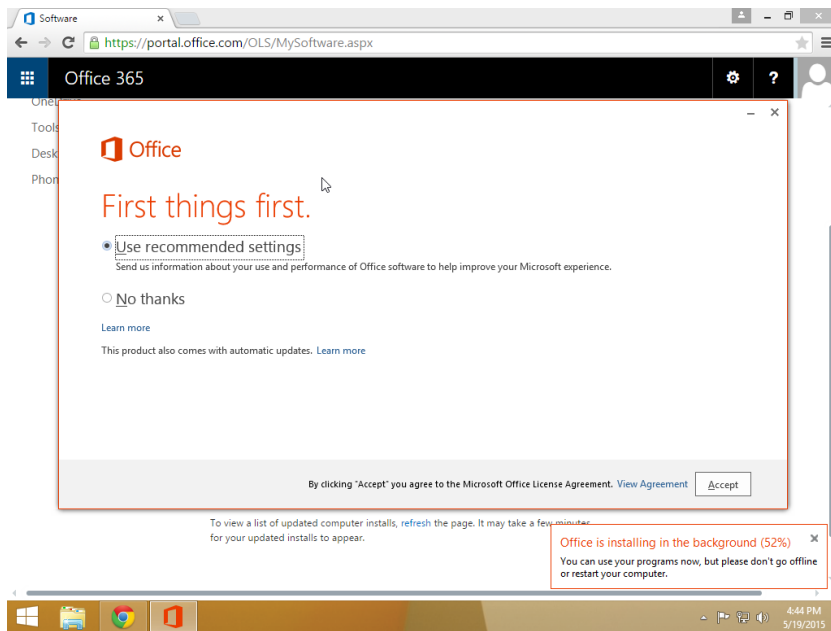 Software
https://portal.office.com/OLS/MySoftware.aspx
Office 365
?
Tools
Desk
Phon
Office
First things first.
Use recommended settings
Send us information about your use and performance of Office software to help improve your Microsoft experience.
No thanks
Learn more
This product also comes with automatic updates. Learn more
By clicking "Accept" you agree to the Microsoft Office License Agreement. View Agreement
Accept
To view a list of updated computer installs, refresh the page. It may take a few minutes
for your updated installs to appear.
Office is installing in the background (52%)
You can use your programs now, but please don't go offline
or restart your computer.
4:44 PM
5/19/2015